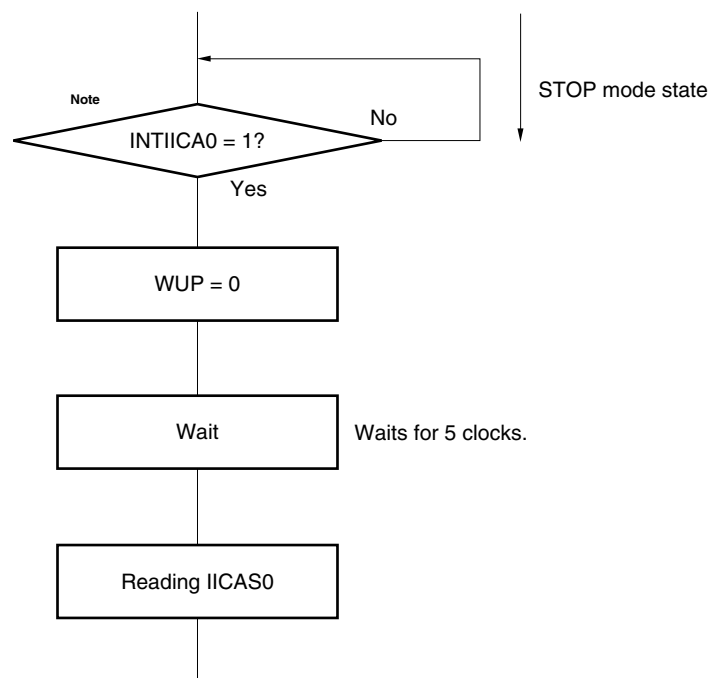 STOP mode state
Note
No
INTIICA0 = 1?
Yes
WUP = 0
Wait
Waits for 5 clocks.
Reading IICAS0